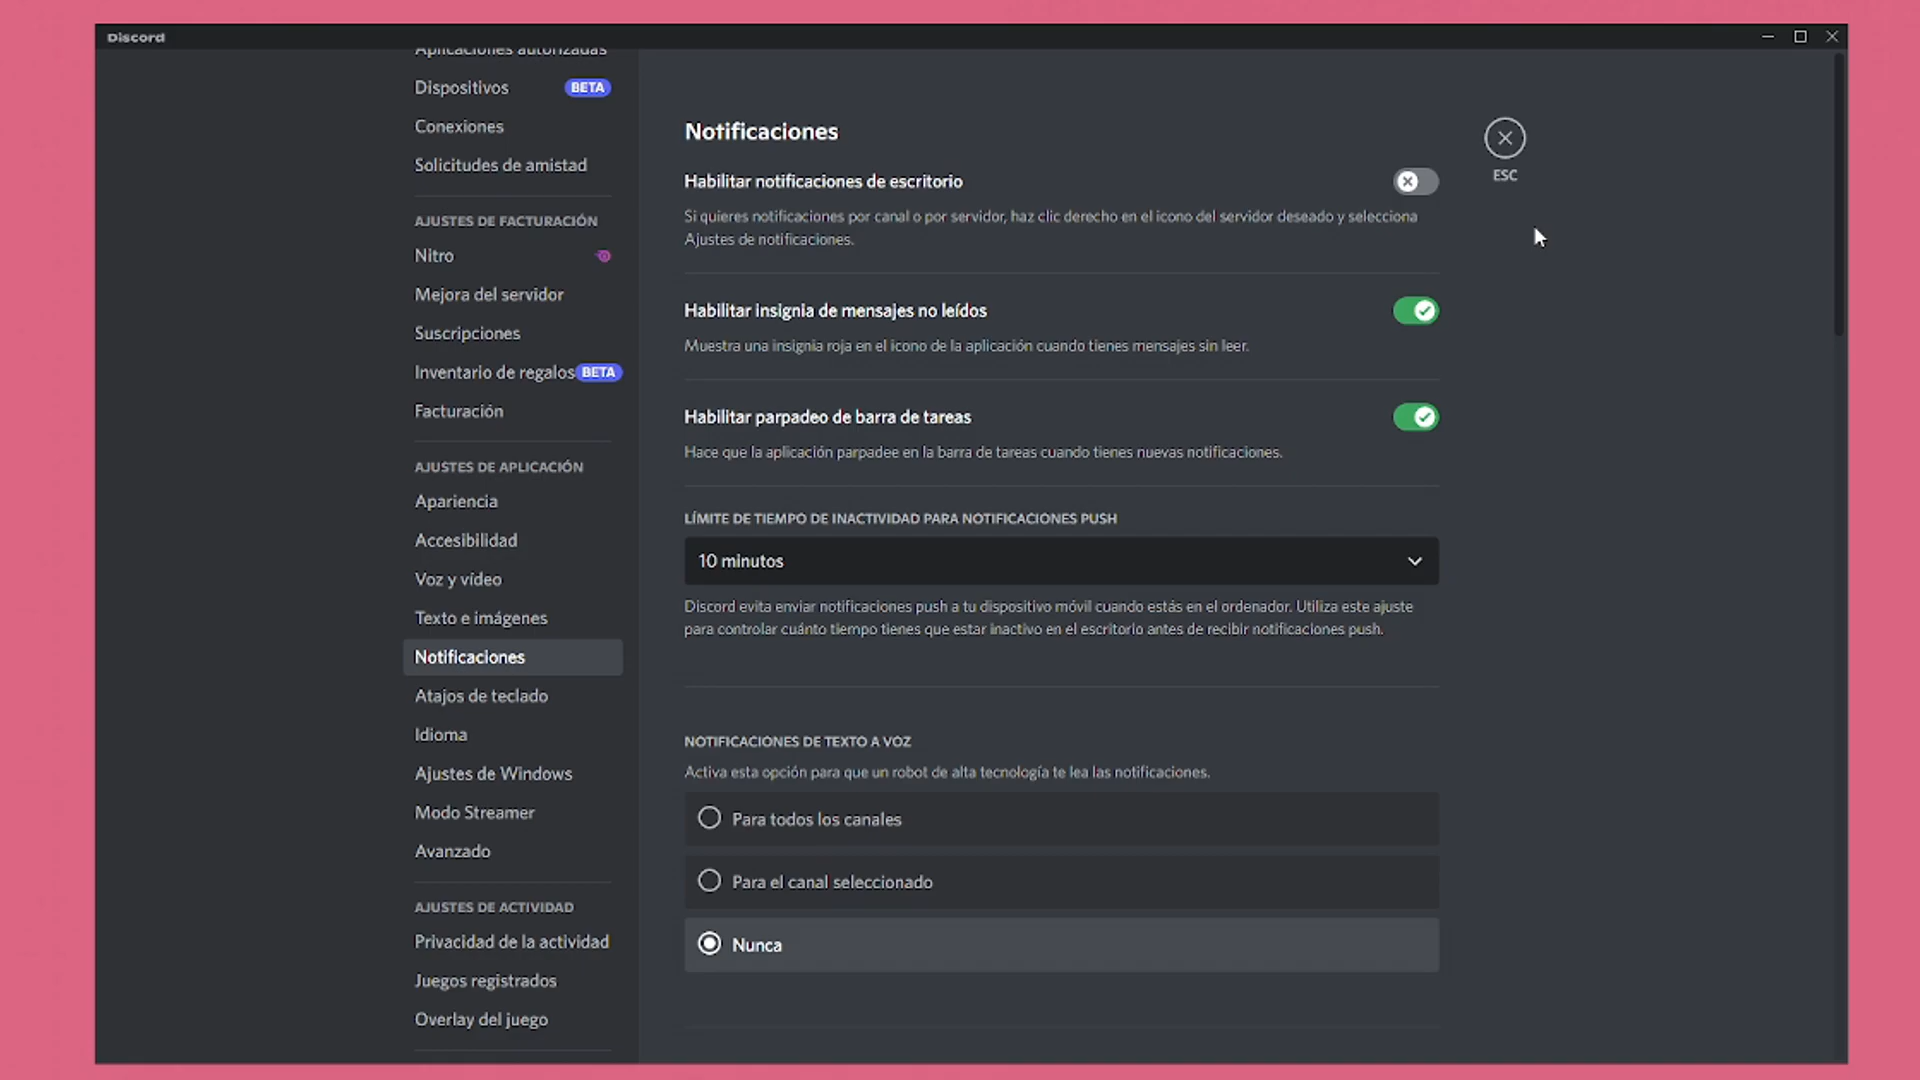 Discord
Aplicaciones autorizadas
Dispositivos BETA
Conexiones
Solicitudes de amistad
AJUSTES DE FACTURACIÓN
Nitro
Mejora del servidor
Suscripciones
Inventario de regalos BETA
Facturación
AJUSTES DE APLICACIÓN
Apariencia
Accesibilidad
Voz y vídeo
Texto e imágenes
Notificaciones
Atajos de teclado
Idioma
Ajustes de Windows
Modo Streamer
Avanzado
AJUSTES DE ACTIVIDAD
Privacidad de la actividad
Juegos registrados
Overlay del juego
Notificaciones
Habilitar notificaciones de escritorio
Si quieres notificaciones por canal o por servidor, haz clic derecho en el icono del servidor deseado y selecciona
Ajustes de notificaciones.
Habilitar insignia de mensajes no leídos
Muestra una insignia roja en el icono de la aplicación cuando tienes mensajes sin leer.
Habilitar parpadeo de barra de tareas
Hace que la aplicación parpadee en la barra de tareas cuando tienes nuevas notificaciones.
LÍMITE DE TIEMPO DE INACTIVIDAD PARA NOTIFICACIONES PUSH
10 minutos
Discord evita enviar notificaciones push a tu dispositivo móvil cuando estás en el ordenador. Utiliza este ajuste
para controlar cuánto tiempo tienes que estar inactivo en el escritorio antes de recibir notificaciones push.
NOTIFICACIONES DE TEXTO A VOZ
Activa esta opción para que un robot de alta tecnología te lea las notificaciones.
Para todos los canales
Para el canal seleccionado
Nunca
ESC